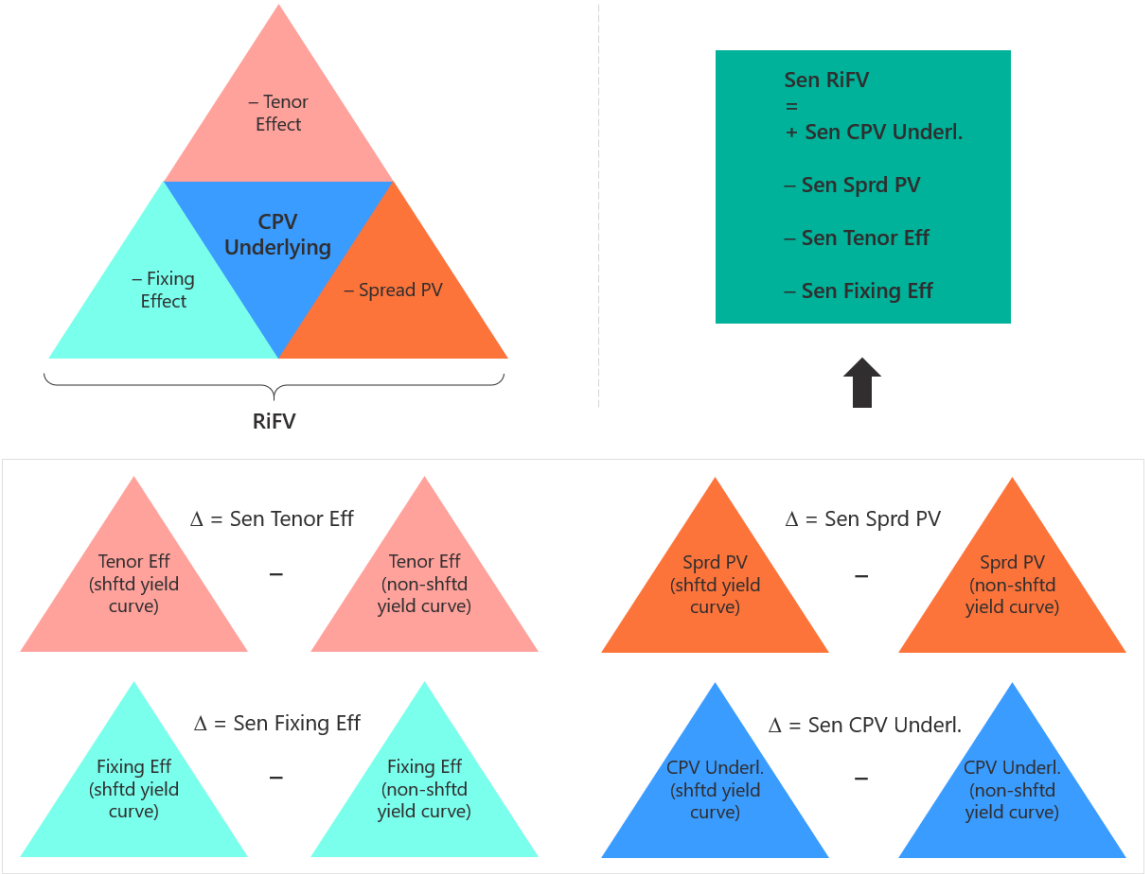 – Tenor
Effect
CPV
Underlying
– Fixing
Effect
– Spread PV
RiFV
Sen RiFV
=
+ Sen CPV Underl.
– Sen Sprd PV
– Sen Tenor Eff
– Sen Fixing Eff
Δ = Sen Tenor Eff
Tenor Eff
(shftd yield
curve)
–
Tenor Eff
(non-shftd
yield curve)
Δ = Sen Sprd PV
Sprd PV
(shftd yield
curve)
–
Sprd PV
(non-shftd
yield curve)
Δ = Sen Fixing Eff
Fixing Eff
(shftd yield
curve)
–
Fixing Eff
(non-shftd
yield curve)
Δ = Sen CPV Underl.
CPV Underl.
(shftd yield
curve)
–
CPV Underl.
(non-shftd
yield curve)